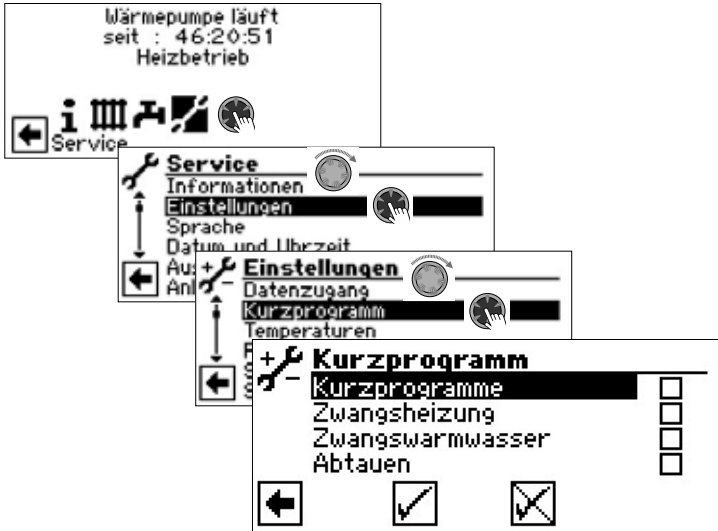 Wärmepumpe läuft
seit : 46:20:51
Heizbetrieb
Service
Service
Informationen
Einstellungen
Sprache
Datum und Uhrzeit
Einstellungen
Datenzugang
Kurzprogramm
Temperaturen
Kurzprogramm
Kurzprogramme
Zwangsheizung
Zwangswarmwasser
Abtauen